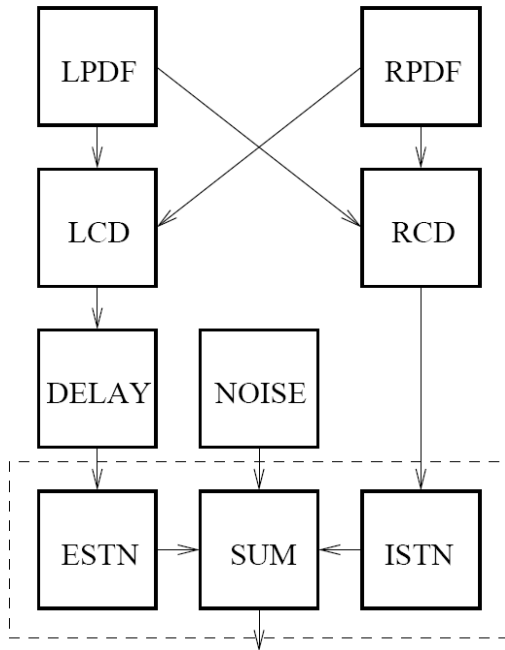 LPDF
RPDF
LCD
RCD
DELAY
NOISE
ESTN
SUM
ISTN